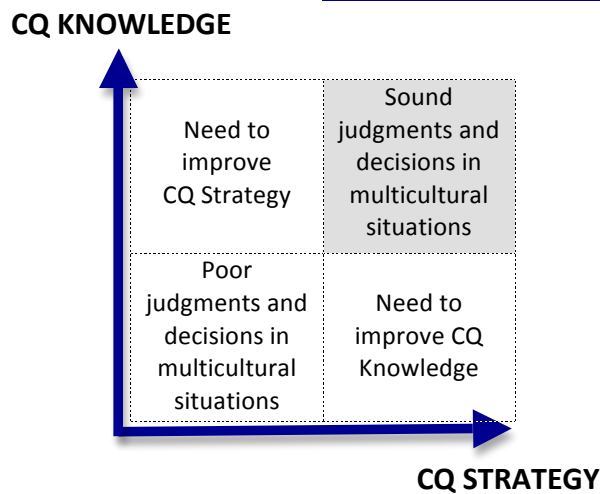 CQ KNOWLEDGE
Need to
improve
CQ Strategy
Sound
judgments and
decisions in
multicultural
situations
Poor
judgments and
decisions in
multicultural
situations
Need to
improve CQ
Knowledge
CQ STRATEGY